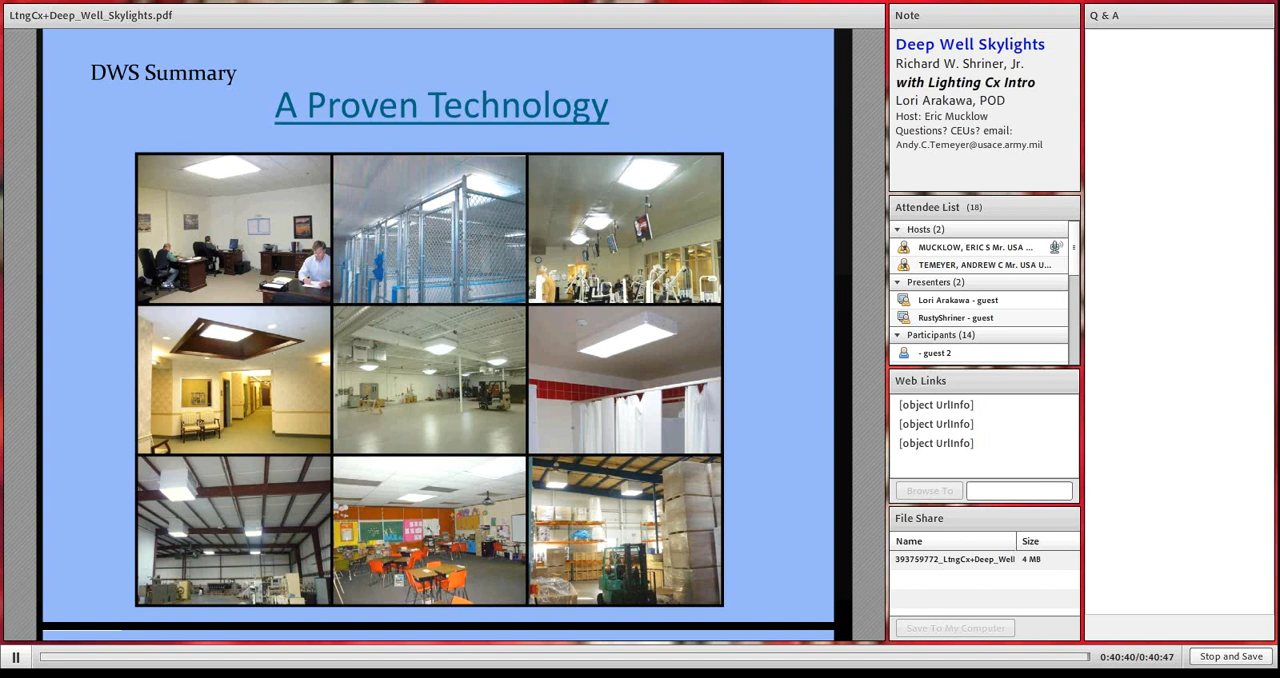 LtngCx+Deep_Well_Skylights.pdf
DWS Summary
A Proven Technology
Note
Deep Well Skylights
Richard W. Shriner, Jr.
with Lighting Cx Intro
Lori Arakawa, POD
Host: Eric Mucklow
Questions? CEUs? email:
Andy.C.Temeyer@usace.army.mil
Attendee List (18)
Hosts (2)
MUCKLOW, ERIC S Mr. USA ...
TEMEYER, ANDREW C Mr. USA U...
Presenters (2)
Lori Arakawa - guest
RustyShriner - guest
Participants (14)
- guest 2
Web Links
[object UrlInfo]
[object UrlInfo]
[object UrlInfo]
Browse To
File Share
Name Size
393759772_LtngCx+Deep_Well 4 MB
Save To My Computer
Q & A
0:40:40/0:40:47
Stop and Save